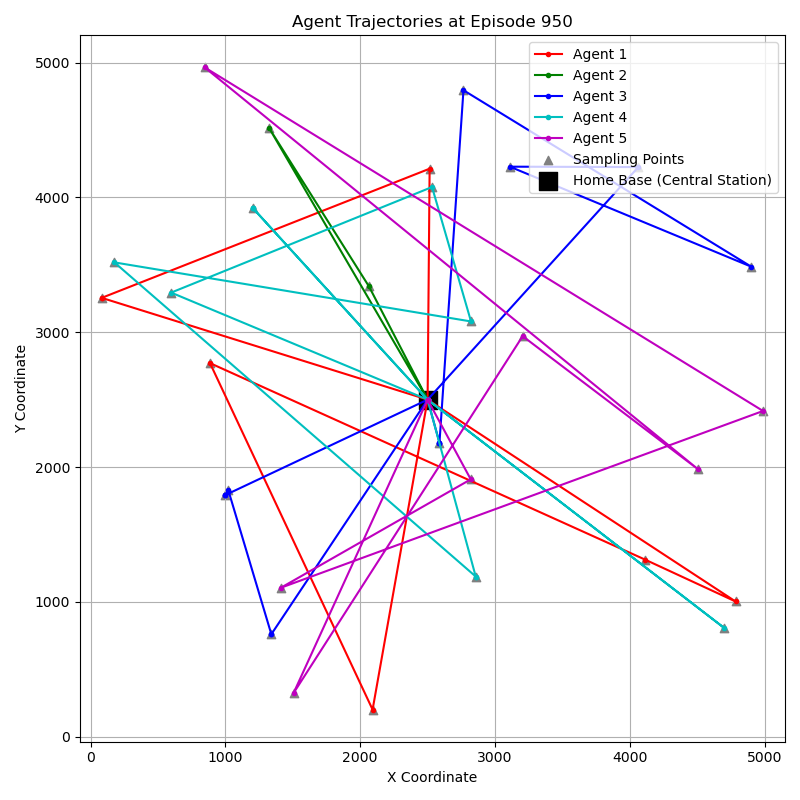 Agent Trajectories at Episode 950
Agent 1
Agent 2
Agent 3
Agent 4
Agent 5
Sampling Points
Home Base (Central Station)
Y Coordinate
5000
4000
3000
2000
1000
0
0 1000 2000 3000 4000 5000
X Coordinate